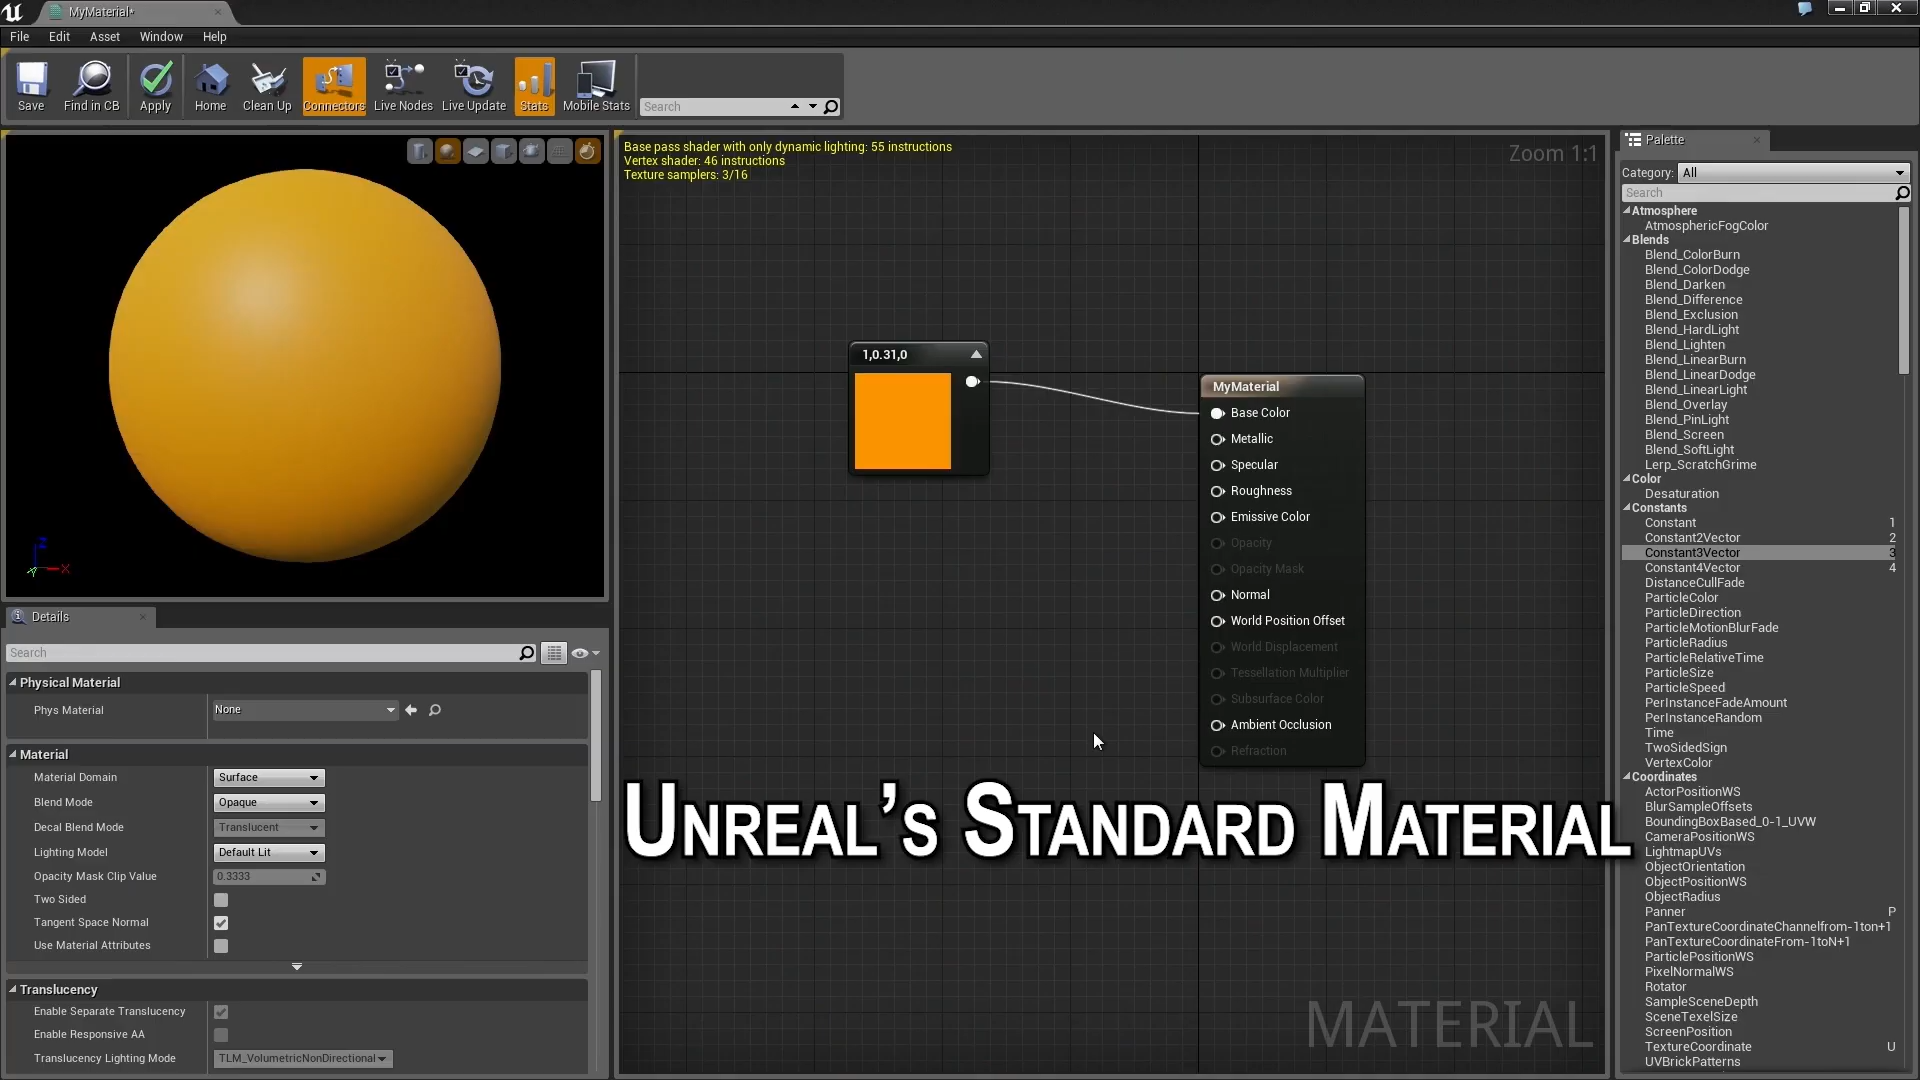 MyMaterial*
File Edit Asset Window Help
Save Find in CB Apply Home Clean Up Connectors Live Nodes Live Update Stats Mobile Stats Search
Base pass shader with only dynamic lighting: 55 instructions
Vertex shader: 46 instructions
Texture samplers: 3/16
Zoom 1:1
1,0.31,0
MyMaterial
Base Color
Metallic
Specular
Roughness
Emissive Color
Opacity
Opacity Mask
Normal
World Position Offset
World Displacement
Tessellation Multiplier
Subsurface Color
Ambient Occlusion
Refraction
Unreal's Standard Material
MATERIAL
Z
X
Y
Details
Search
Physical Material
Phys Material None
Material
Material Domain Surface
Blend Mode Opaque
Decal Blend Mode Translucent
Lighting Model Default Lit
Opacity Mask Clip Value 0.3333
Two Sided
Tangent Space Normal
Use Material Attributes
Translucency
Enable Separate Translucency
Enable Responsive AA
Translucency Lighting Mode TLM_VolumetricNonDirectional
Palette
Category: All
Search
Atmosphere
AtmosphericFogColor
Blends
Blend_ColorBurn
Blend_ColorDodge
Blend_Darken
Blend_Difference
Blend_Exclusion
Blend_HardLight
Blend_Lighten
Blend_LinearBurn
Blend_LinearDodge
Blend_LinearLight
Blend_Overlay
Blend_PinLight
Blend_Screen
Blend_SoftLight
Lerp_ScratchGrime
Color
Desaturation
Constants
Constant 1
Constant2Vector 2
Constant3Vector 3
Constant4Vector 4
DistanceCullFade
ParticleColor
ParticleDirection
ParticleMotionBlurFade
ParticleRadius
ParticleRelativeTime
ParticleSize
ParticleSpeed
PerInstanceFadeAmount
PerInstanceRandom
Time
TwoSidedSign
VertexColor
Coordinates
ActorPositionWS
BlurSampleOffsets
BoundingBoxBased_0-1_UVW
CameraPositionWS
LightmapUVs
ObjectOrientation
ObjectPositionWS
ObjectRadius
Panner P
PanTextureCoordinateChannelfrom-1ton+1
PanTextureCoordinateFrom-1toN+1
ParticlePositionWS
PixelNormalWS
Rotator
SampleSceneDepth
SceneTexelSize
ScreenPosition
TextureCoordinate U
UVBrickPatterns